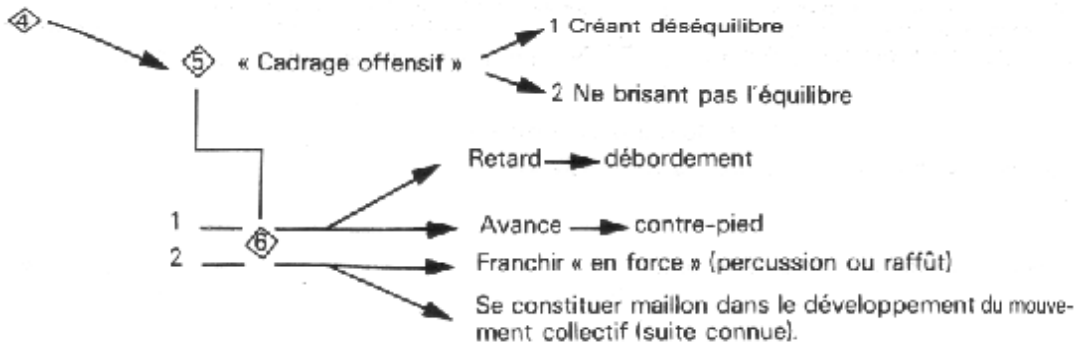 4
5 « Cadrage offensif »
1 Créant déséquilibre
2 Ne brisant pas l'équilibre
Retard débordement
1
Avance contre-pied
6
2
Franchir « en force » (percussion ou raffût)
Se constituer maillon dans le développement du mouve-
ment collectif (suite connue).